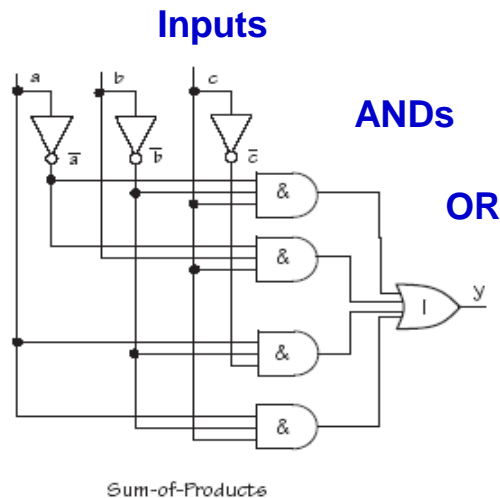 Inputs
a b c
a̅ b̅ c̅
ANDs
&
OR
&
y
|
&
&
Sum-of-Products